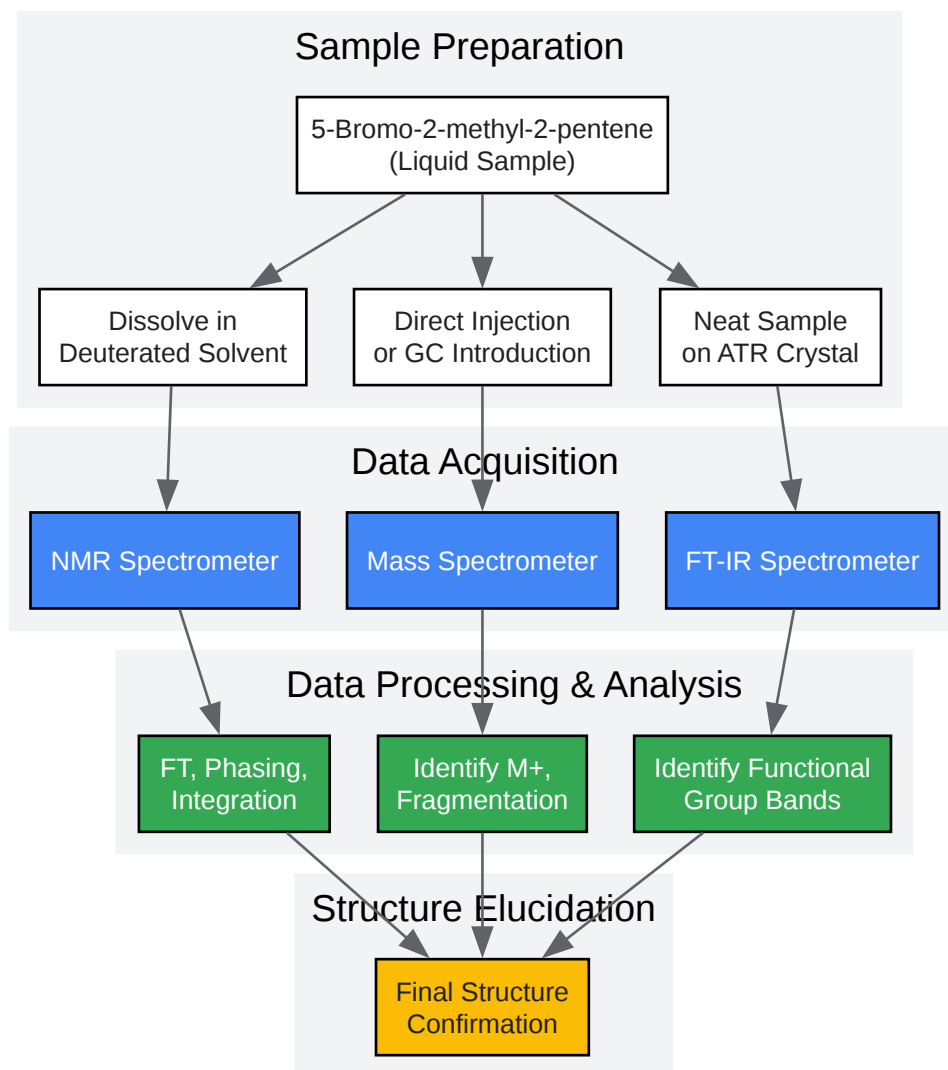 Sample Preparation
5-Bromo-2-methyl-2-pentene
(Liquid Sample)
Dissolve in
Deuterated Solvent
Direct Injection
or GC Introduction
Neat Sample
on ATR Crystal
Data Acquisition
NMR Spectrometer
Mass Spectrometer
FT-IR Spectrometer
Data Processing & Analysis
FT, Phasing,
Integration
Identify M+,
Fragmentation
Identify Functional
Group Bands
Structure Elucidation
Final Structure
Confirmation